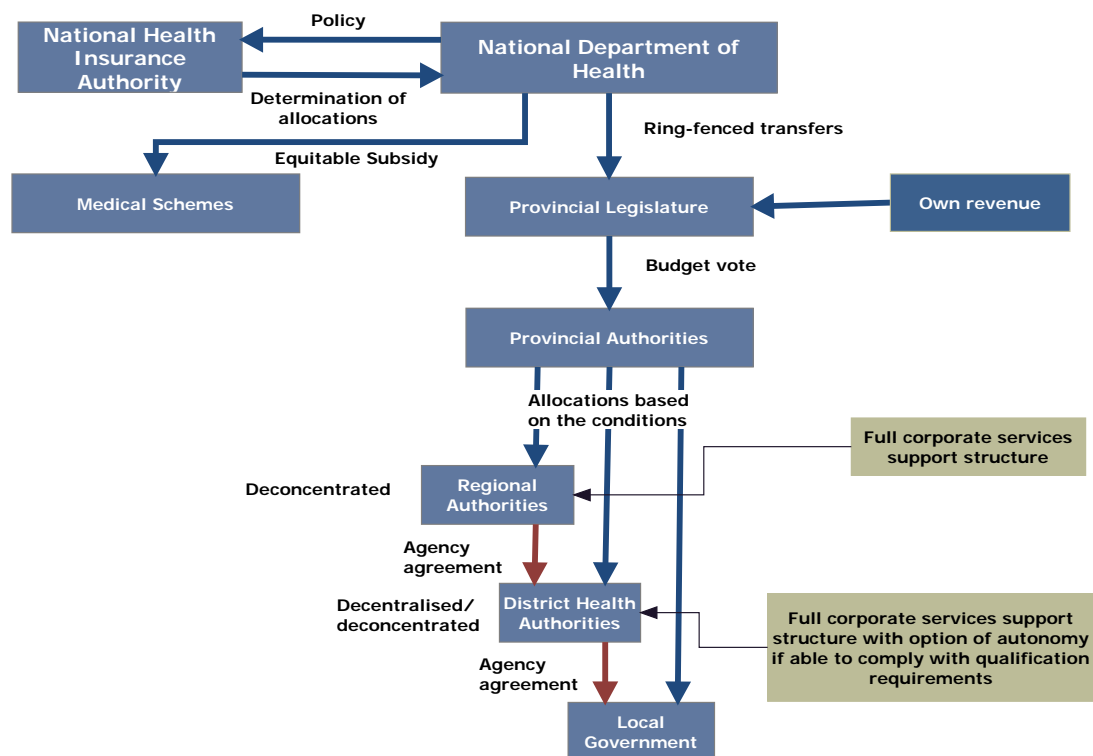 Policy
National Health
Insurance
Authority
National Department of
Health
Determination of
allocations
Ring-fenced transfers
Equitable Subsidy
Medical Schemes
Provincial Legislature
Own revenue
Budget vote
Provincial Authorities
Allocations based
on the conditions
Full corporate services
support structure
Deconcentrated
Regional
Authorities
Agency
agreement
Decentralised/
deconcentrated
District Health
Authorities
Full corporate services support
structure with option of autonomy
if able to comply with qualification
requirements
Agency
agreement
Local
Government